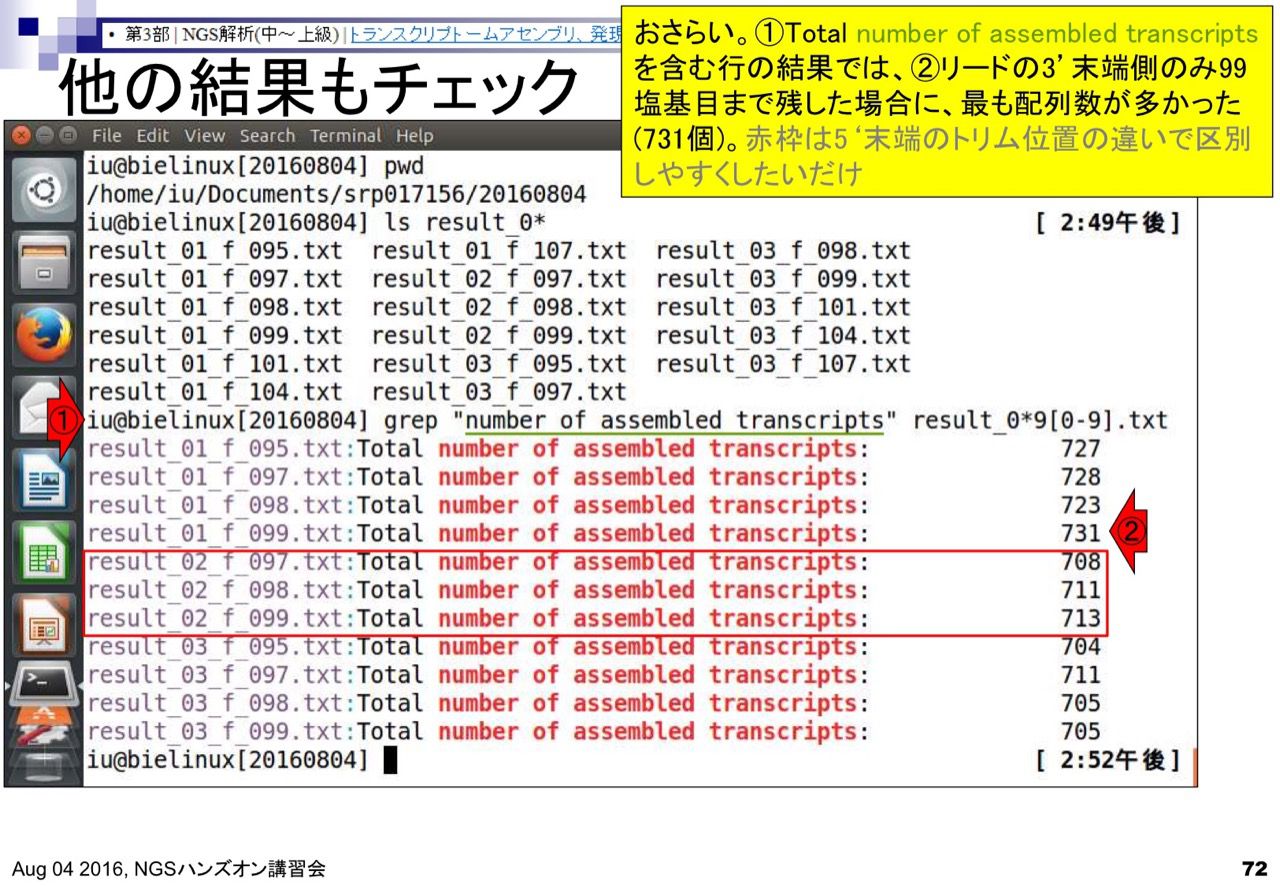 ・ 第3部 | NGS解析(中～上級) | トランスクリプトームアセンブリ、発現
他の結果もチェック
おさらい。①Total number of assembled transcripts
を含む行の結果では、②リードの3’末端側のみ99
塩基目まで残した場合に、最も配列数が多かった
(731個)。赤枠は5‘末端のトリム位置の違いで区別
しやすくしたいだけ
File Edit View Search Terminal Help
iu@bielinux[20160804] pwd
/home/iu/Documents/srp017156/20160804
iu@bielinux[20160804] ls result_0* [ 2:49午後]
result_01_f_095.txt result_01_f_107.txt result_03_f_098.txt
result_01_f_097.txt result_02_f_097.txt result_03_f_099.txt
result_01_f_098.txt result_02_f_098.txt result_03_f_101.txt
result_01_f_099.txt result_02_f_099.txt result_03_f_104.txt
result_01_f_101.txt result_03_f_095.txt result_03_f_107.txt
result_01_f_104.txt result_03_f_097.txt
① iu@bielinux[20160804] grep "number of assembled transcripts" result_0*9[0-9].txt
result_01_f_095.txt:Total number of assembled transcripts: 727
result_01_f_097.txt:Total number of assembled transcripts: 728
result_01_f_098.txt:Total number of assembled transcripts: 723
result_01_f_099.txt:Total number of assembled transcripts: 731 ②
result_02_f_097.txt:Total number of assembled transcripts: 708
result_02_f_098.txt:Total number of assembled transcripts: 711
result_02_f_099.txt:Total number of assembled transcripts: 713
result_03_f_095.txt:Total number of assembled transcripts: 704
result_03_f_097.txt:Total number of assembled transcripts: 711
result_03_f_098.txt:Total number of assembled transcripts: 705
result_03_f_099.txt:Total number of assembled transcripts: 705
iu@bielinux[20160804] [ 2:52午後]
Aug 04 2016, NGSハンズオン講習会
72